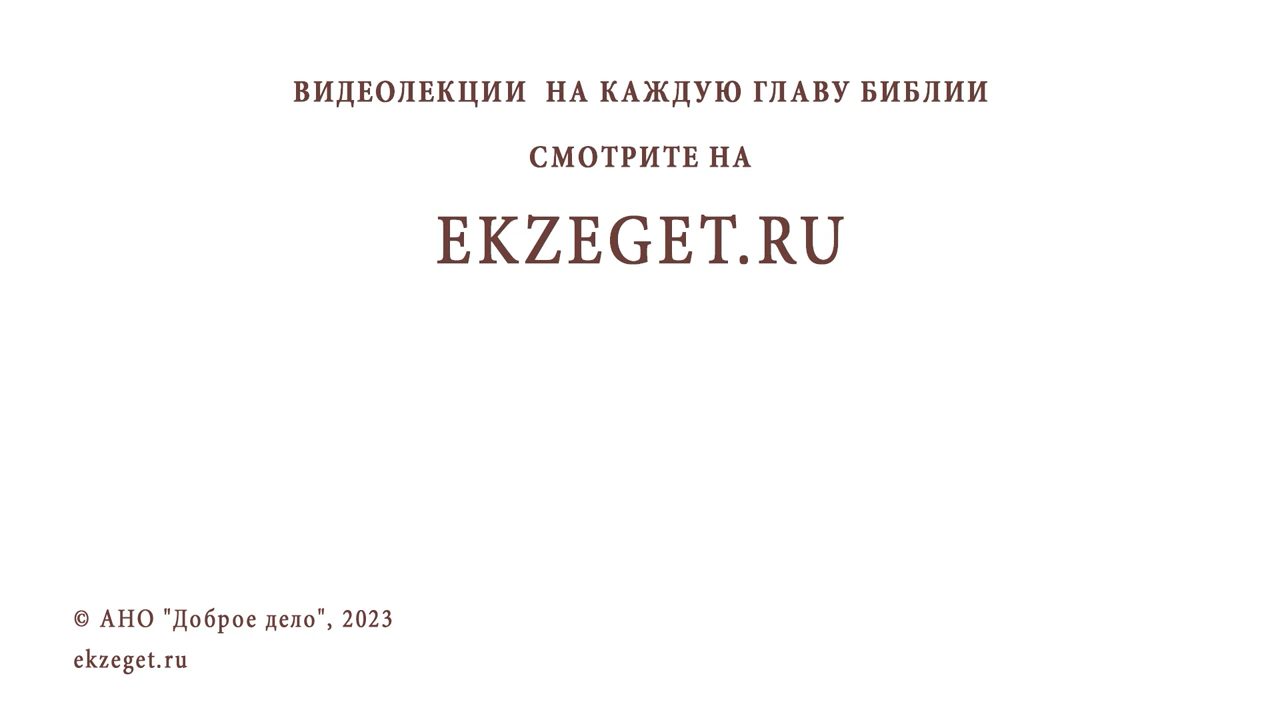 ВИДЕОЛЕКЦИИ НА КАЖДУЮ ГЛАВУ БИБЛИИ
СМОТРИТЕ НА
EKZEGET.RU
© АНО "Доброе дело", 2023
ekzeget.ru